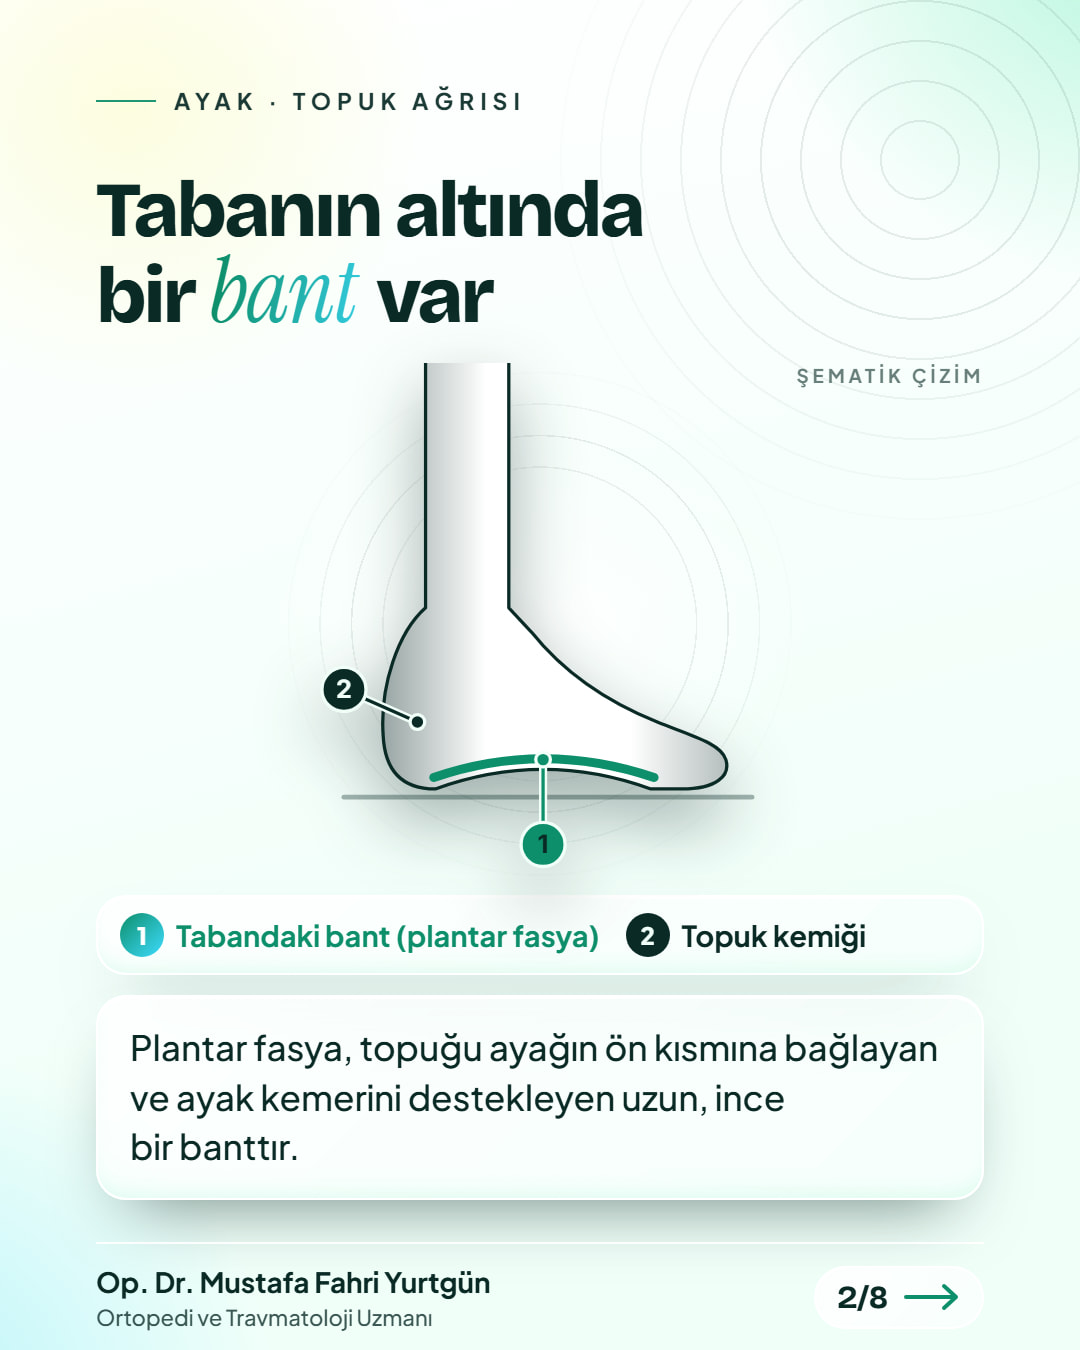 AYAK · TOPUK AĞRISI
Tabanın altında
bir bant var
ŞEMATİK ÇİZİM
2
1
1 Tabandaki bant (plantar fasya) 2 Topuk kemiği
Plantar fasya, topuğu ayağın ön kısmına bağlayan
ve ayak kemerini destekleyen uzun, ince
bir banttır.
Op. Dr. Mustafa Fahri Yurtgün
Ortopedi ve Travmatoloji Uzmanı
2/8